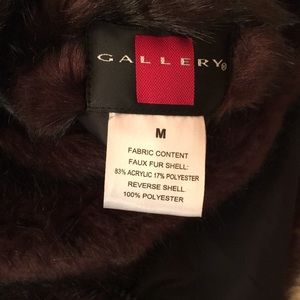 GALLERY®
M
FABRIC CONTENT
FAUX FUR SHELL:
83% ACRYLIC 17% POLYESTER
REVERSE SHELL
100% POLYESTER